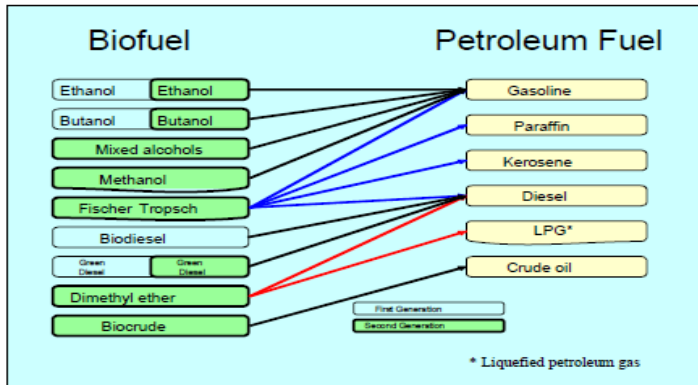 Biofuel Petroleum Fuel
Ethanol Ethanol Gasoline
Butanol Butanol Paraffin
Mixed alcohols Kerosene
Methanol
Fischer Tropsch Diesel
Biodiesel LPG*
Green Diesel Green Diesel Crude oil
Dimethyl ether
First Generation
Biocrude Second Generation
* Liquefied petroleum gas